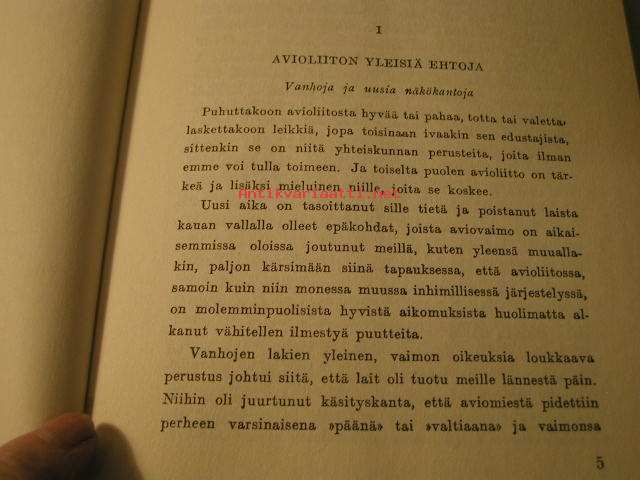 I
AVIOLIITON YLEISIÄ EHTOJA
Vanhoja ja uusia näkökantoja
Puhuttakoon avioliitosta hyvää tai pahaa, totta tai valetta,
laskettakoon leikkiä, jopa toisinaan ivaakin sen edustajista,
sittenkin se on niitä yhteiskunnan perusteita, joita ilman
emme voi tulla toimeen. Ja toiselta puolen avioliitto on tär-
keä ja lisäksi mieluinen niille, joita se koskee.
Antikvariaatti.net
Uusi aika on tasoittanut sille tietä ja poistanut laista
kauan vallalla olleet epäkohdat, joista aviovaimo on aikai-
semmissa oloissa joutunut meillä, kuten yleensä muualla-
kin, paljon kärsimään siinä tapauksessa, että avioliitossa,
samoin kuin niin monessa muussa inhimillisessä järjestelyssä,
on molemminpuolisista hyvistä aikomuksista huolimatta al-
kanut vähitellen ilmestyä puutteita.
Vanhojen lakien yleinen, vaimon oikeuksia loukkaava
perustus johtui siitä, että lait oli tuotu meille lännestä päin.
Niihin oli juurtunut käsityskanta, että aviomiestä pidettiin
perheen varsinaisena »päänä» tai »valtiaana» ja vaimonsa
5